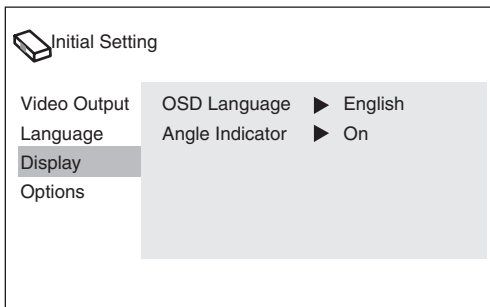 Initial Setting
Video Output
OSD Language ▶ English
Language
Angle Indicator ▶ On
Display
Options